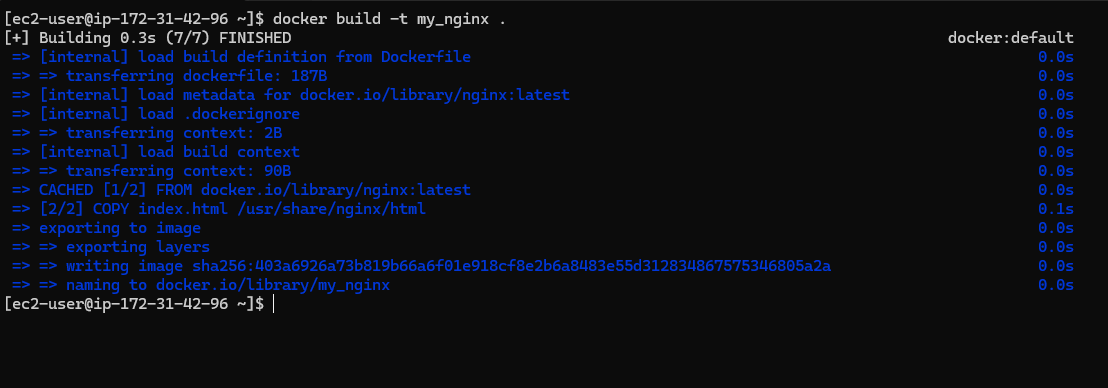 [ec2-user@ip-172-31-42-96 ~]$ docker build -t my_nginx .
[+] Building 0.3s (7/7) FINISHED docker:default
=> [internal] load build definition from Dockerfile 0.0s
=> => transferring dockerfile: 187B 0.0s
=> [internal] load metadata for docker.io/library/nginx:latest 0.0s
=> [internal] load .dockerignore 0.0s
=> => transferring context: 2B 0.0s
=> [internal] load build context 0.0s
=> => transferring context: 90B 0.0s
=> CACHED [1/2] FROM docker.io/library/nginx:latest 0.0s
=> [2/2] COPY index.html /usr/share/nginx/html 0.1s
=> exporting to image 0.0s
=> => exporting layers 0.0s
=> => writing image sha256:403a6926a73b819b66a6f01e918cf8e2b6a8483e55d312834867575346805a2a 0.0s
=> => naming to docker.io/library/my_nginx 0.0s
[ec2-user@ip-172-31-42-96 ~]$